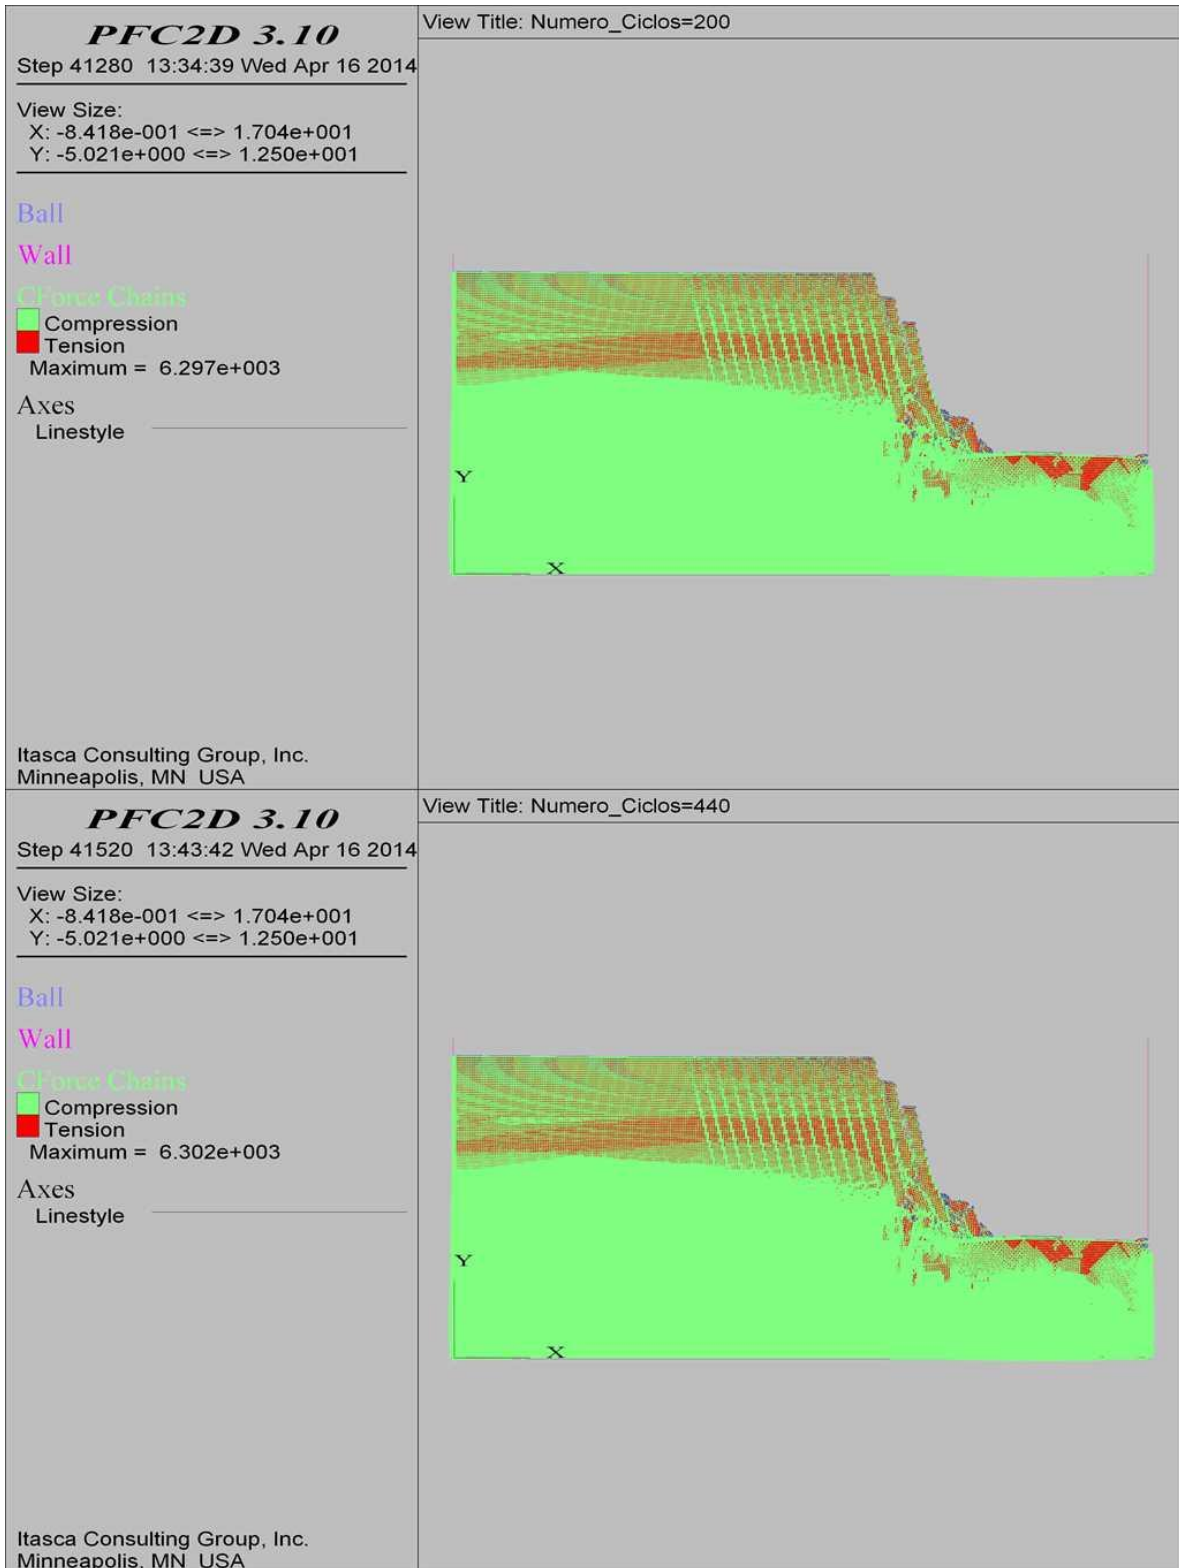 PFC2D 3.10
Step 41280 13:34:39 Wed Apr 16 2014
View Size:
X: -8.418e-001 <=> 1.704e+001
Y: -5.021e+000 <=> 1.250e+001
Ball
Wall
CForce Chains
Compression
Tension
Maximum = 6.297e+003
Axes
Linestyle
Itasca Consulting Group, Inc.
Minneapolis, MN USA
View Title: Numero_Ciclos=200
Y
X
PFC2D 3.10
Step 41520 13:43:42 Wed Apr 16 2014
View Size:
X: -8.418e-001 <=> 1.704e+001
Y: -5.021e+000 <=> 1.250e+001
Ball
Wall
CForce Chains
Compression
Tension
Maximum = 6.302e+003
Axes
Linestyle
Itasca Consulting Group, Inc.
Minneapolis, MN USA
View Title: Numero_Ciclos=440
Y
X